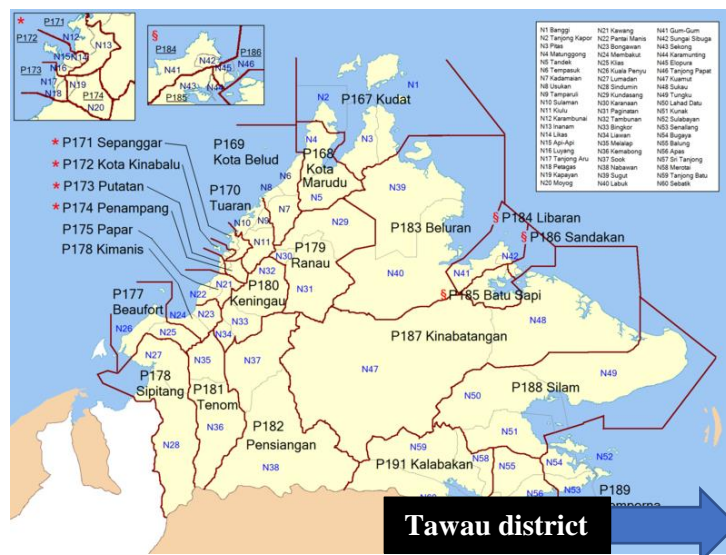 *
P171
P172
N12
N13
N15
N14
P173
N16
N17
N19
N18
P174
N20
§
P184
P186
N42
N41
N45
N46
N43
N44
P185
N1 Banggi
N2 Tanjong Kapor
N3 Pitas
N4 Matunggong
N5 Tandek
N6 Tempasuk
N7 Kadamaian
N8 Usukan
N9 Tamparuli
N10 Sulaman
N11 Kiulu
N12 Karambunai
N13 Inanam
N14 Likas
N15 Api-Api
N16 Luyang
N17 Tanjung Aru
N18 Petagas
N19 Kapayan
N20 Moyog
N21 Kawang
N22 Pantai Manis
N23 Bongawan
N24 Membakut
N25 Klias
N26 Kuala Penyu
N27 Lumadan
N28 Sindumin
N29 Kundasang
N30 Karanaan
N31 Paginatan
N32 Tambunan
N33 Bingkor
N34 Liawan
N35 Melalap
N36 Kemabong
N37 Sook
N38 Nabawan
N39 Sugut
N40 Labuk
N41 Gum-Gum
N42 Sungai Sibuga
N43 Sekong
N44 Karamunting
N45 Elopura
N46 Tanjong Papat
N47 Kuamut
N48 Sukau
N49 Tungku
N50 Lahad Datu
N51 Kunak
N52 Sulabayan
N53 Senallang
N54 Bugaya
N55 Balung
N56 Apas
N57 Sri Tanjong
N58 Merotai
N59 Tanjong Batu
N60 Sebatik
N1
N2
P167 Kudat
* P171 Sepanggar
P169
Kota Belud
N4
N3
* P172 Kota Kinabalu
P168
Kota
Marudu
N6
* P173 Putatan
P170
Tuaran
N8
N5
N39
* P174 Penampang
N7
N10
N9
N29
P183 Beluran
§ P184 Libaran
P175 Papar
N11
P179
Ranau
§ P186 Sandakan
P178 Kimanis
N30
N32
N42
N40
N41
N21
P180
Keningau
N31
§ P185 Batu Sapi
P177
Beaufort
N22
N23
N24
N33
N48
N26
N25
N34
P187 Kinabatangan
N27
N35
N37
N47
N49
P178
Sipitang
P181
Tenom
P188 Silam
N50
N36
P182
Pensiangan
N51
N28
N59
N38
P191 Kalabakan
N58
N55
N54
N52
N53
P189
N56
Tawau district